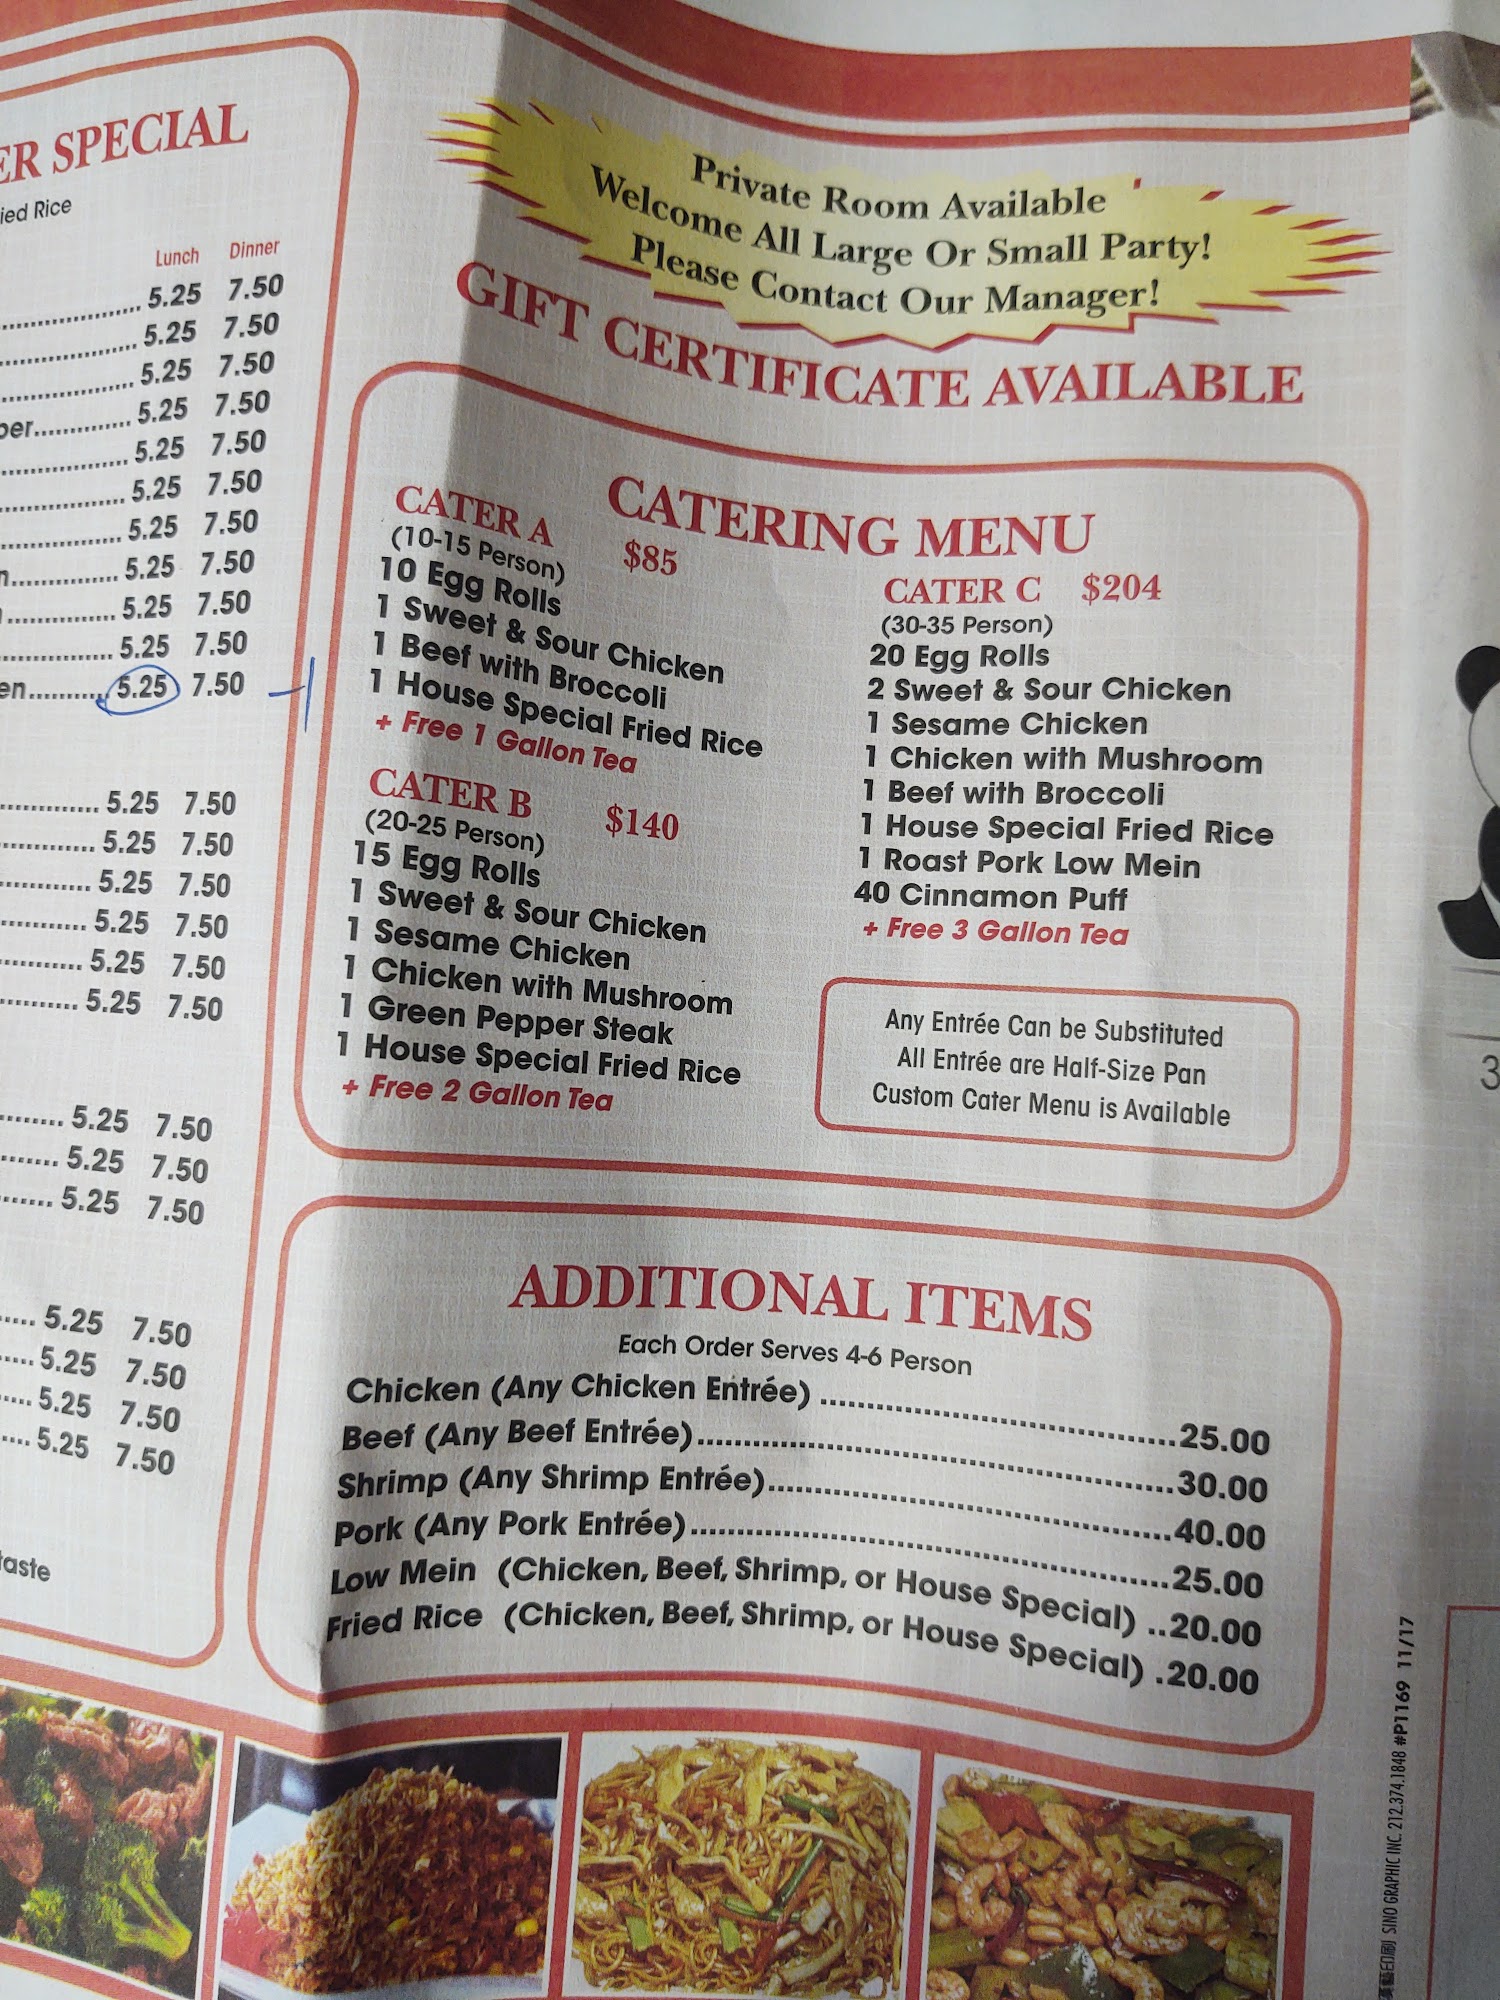 ER SPECIAL
ied Rice
Lunch Dinner
5.25 7.50
5.25 7.50
5.25 7.50
per 5.25 7.50
5.25 7.50
5.25 7.50
5.25 7.50
n 5.25 7.50
5.25 7.50
5.25 7.50
en 5.25 7.50
5.25 7.50
5.25 7.50
5.25 7.50
5.25 7.50
5.25 7.50
5.25 7.50
5.25 7.50
5.25 7.50
5.25 7.50
5.25 7.50
5.25 7.50
5.25 7.50
5.25 7.50
taste
Private Room Available
Welcome All Large Or Small Party!
Please Contact Our Manager!
GIFT CERTIFICATE AVAILABLE
CATERING MENU
CATER A $85
(10-15 Person)
10 Egg Rolls
1 Sweet & Sour Chicken
1 Beef with Broccoli
1 House Special Fried Rice
+ Free 1 Gallon Tea
CATER B $140
(20-25 Person)
15 Egg Rolls
1 Sweet & Sour Chicken
1 Sesame Chicken
1 Chicken with Mushroom
1 Green Pepper Steak
1 House Special Fried Rice
+ Free 2 Gallon Tea
CATER C $204
(30-35 Person)
20 Egg Rolls
2 Sweet & Sour Chicken
1 Sesame Chicken
1 Chicken with Mushroom
1 Beef with Broccoli
1 House Special Fried Rice
1 Roast Pork Low Mein
40 Cinnamon Puff
+ Free 3 Gallon Tea
Any Entrée Can be Substituted
All Entrée are Half-Size Pan
Custom Cater Menu is Available
ADDITIONAL ITEMS
Each Order Serves 4-6 Person
Chicken (Any Chicken Entrée) 25.00
Beef (Any Beef Entrée) 30.00
Shrimp (Any Shrimp Entrée) 40.00
Pork (Any Pork Entrée) 25.00
Low Mein (Chicken, Beef, Shrimp, or House Special) ..20.00
Fried Rice (Chicken, Beef, Shrimp, or House Special) .20.00
SINO GRAPHIC INC. 212.374.1848 #P1169 11/17
3